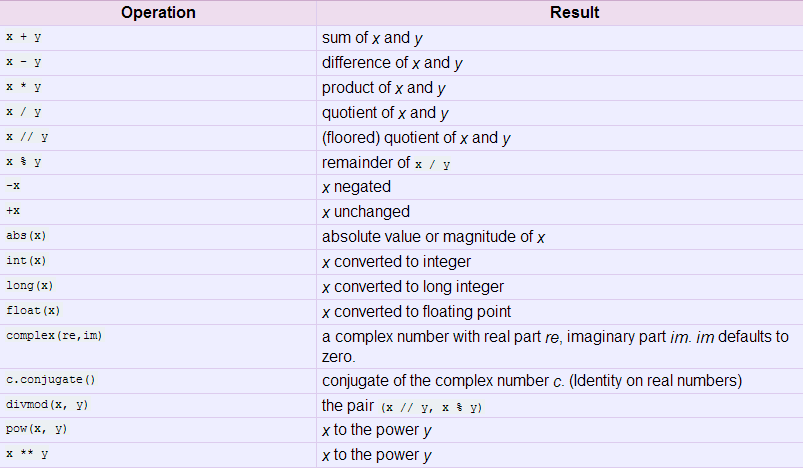 Operation Result
x + y sum of x and y
x - y difference of x and y
x * y product of x and y
x / y quotient of x and y
x // y (floored) quotient of x and y
x % y remainder of x / y
-x x negated
+x x unchanged
abs(x) absolute value or magnitude of x
int(x) x converted to integer
long(x) x converted to long integer
float(x) x converted to floating point
complex(re,im) a complex number with real part re, imaginary part im. im defaults to
zero.
c.conjugate() conjugate of the complex number c. (Identity on real numbers)
divmod(x, y) the pair (x // y, x % y)
pow(x, y) x to the power y
x ** y x to the power y